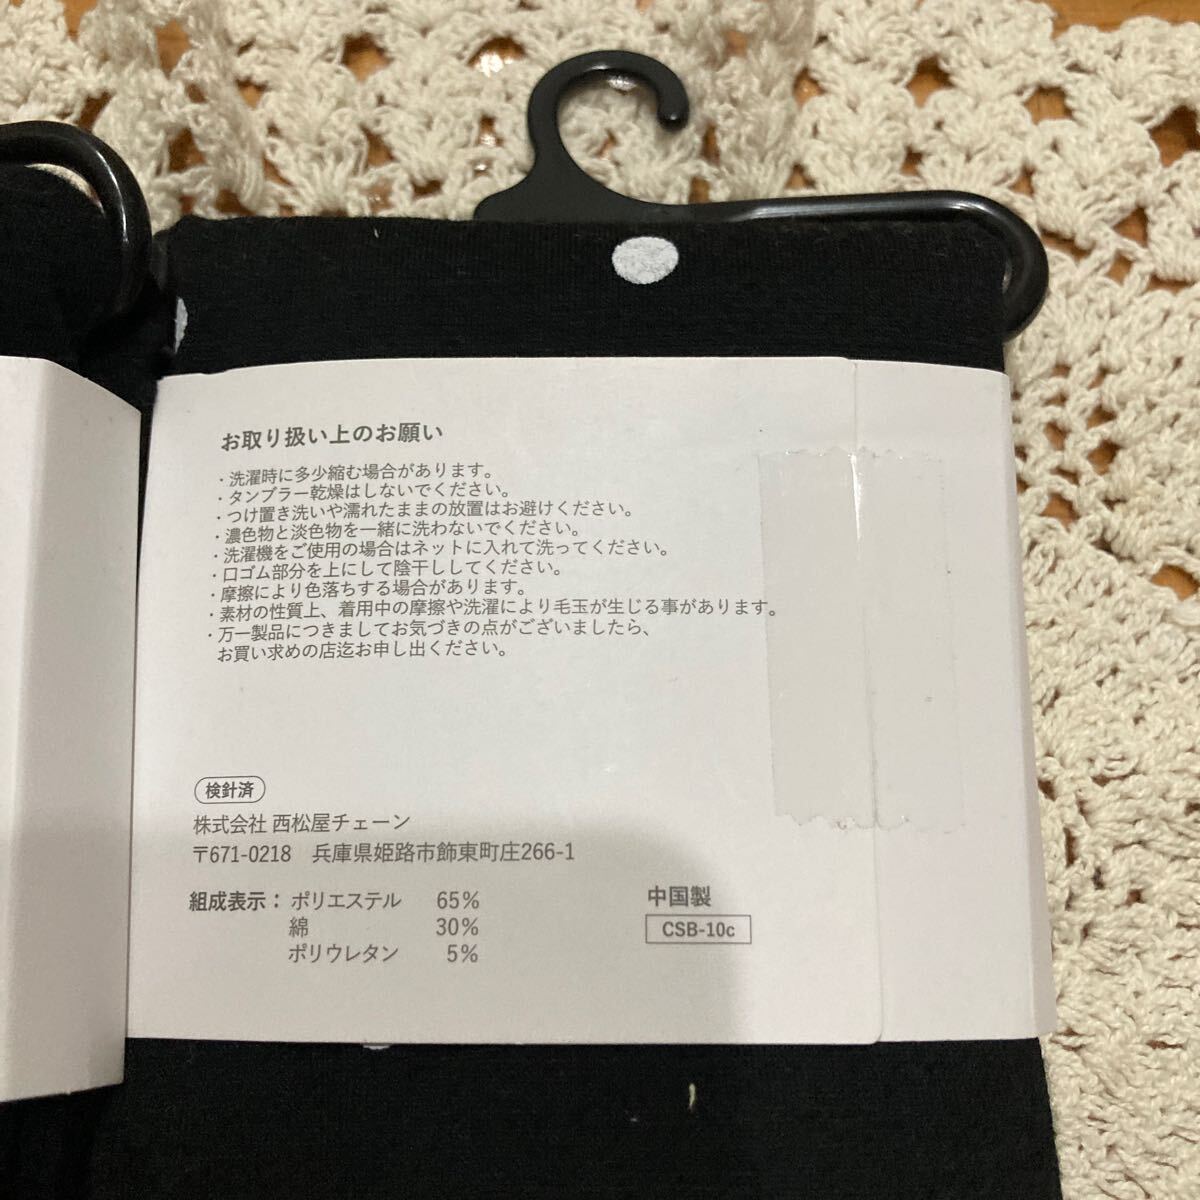 お取り扱い上のお願い
・洗濯時に多少縮む場合があります。
・タンブラー乾燥はしないでください。
・つけ置き洗いや濡れたままの放置はお避けください。
・濃色物と淡色物を一緒に洗わないでください。
・洗濯機をご使用の場合はネットに入れて洗ってください。
・口ゴム部分を上にして陰干ししてください。
・摩擦により色落ちする場合があります。
・素材の性質上、着用中の摩擦や洗濯により毛玉が生じる事があります。
・万一製品につきましてお気づきの点がございましたら、
お買い求めの店迄お申し出ください。
検針済
株式会社 西松屋チェーン
〒671-0218　兵庫県姫路市飾東町庄266-1
組成表示：ポリエステル　65%
綿　30%
ポリウレタン　5%
中国製
CSB-10c